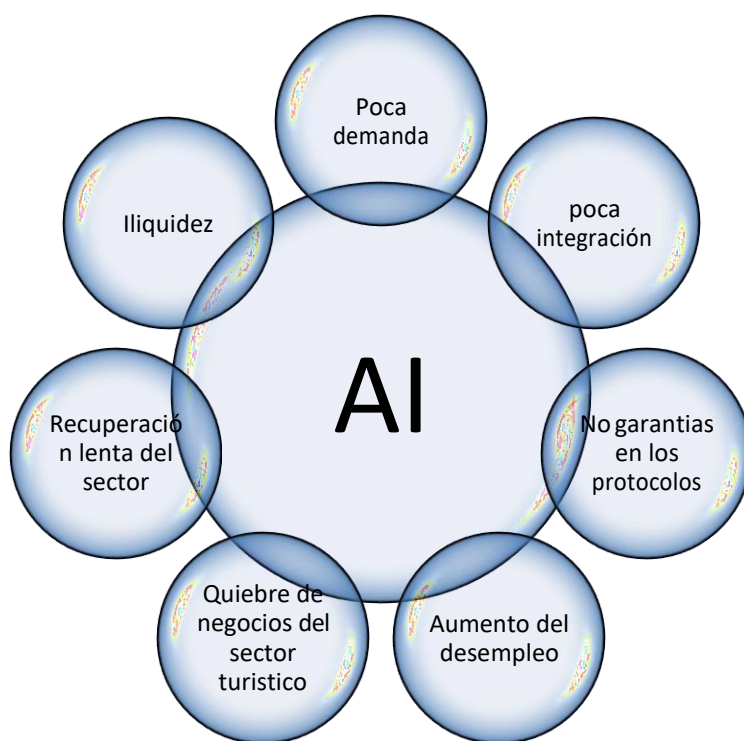 Poca
demanda
poca
integración
No garantias
en los
protocolos
Aumento del
desempleo
Quiebre de
negocios del
sector
turistico
Recuperació
n lenta del
sector
Iliquidez
AI